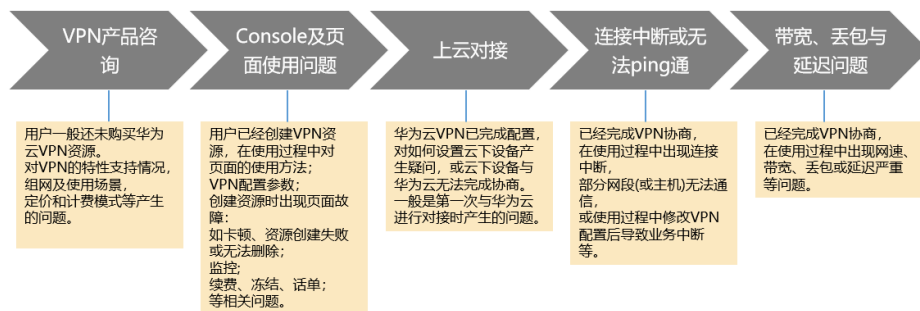 VPN产品咨
询
Console及页
面使用问题
上云对接
连接中断或无
法ping通
带宽、丢包与
延迟问题
用户一般还未购买华为
云VPN资源。
对VPN的特性支持情况,
组网及使用场景,
定价和计费模式等产生
的问题。
用户已经创建VPN资
源，在使用过程中对
页面的使用方法；
VPN配置参数；
创建资源时出现页面故
障：
如卡顿、资源创建失败
或无法删除；
监控;
续费、冻结、话单；
等相关问题。
华为云VPN已完成配置，
对如何设置云下设备产
生疑问，或云下设备与
华为云无法完成协商。
一般是第一次与华为云
进行对接时产生的问题。
已经完成VPN协商，
在使用过程中出现连接
中断，
部分网段(或主机)无法通
信，
或使用过程中修改VPN
配置后导致业务中断
等。
已经完成VPN协商，
在使用过程中出现网速、
带宽、丢包或延迟严重
等问题。